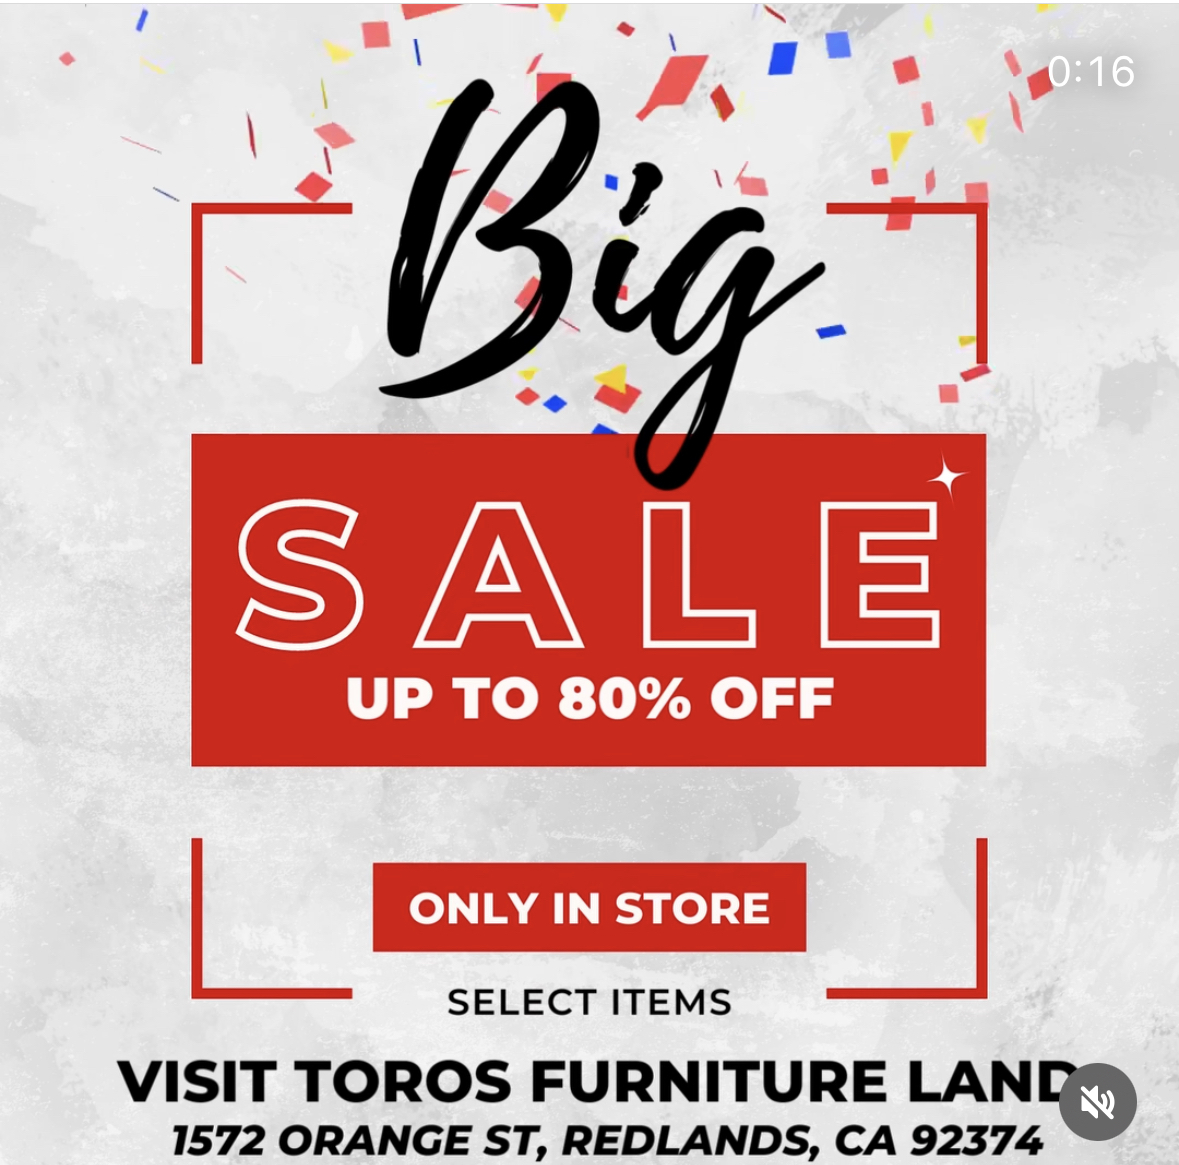 0:16
Big
SALE
UP TO 80% OFF
ONLY IN STORE
SELECT ITEMS
VISIT TOROS FURNITURE LAND
1572 ORANGE ST, REDLANDS, CA 92374